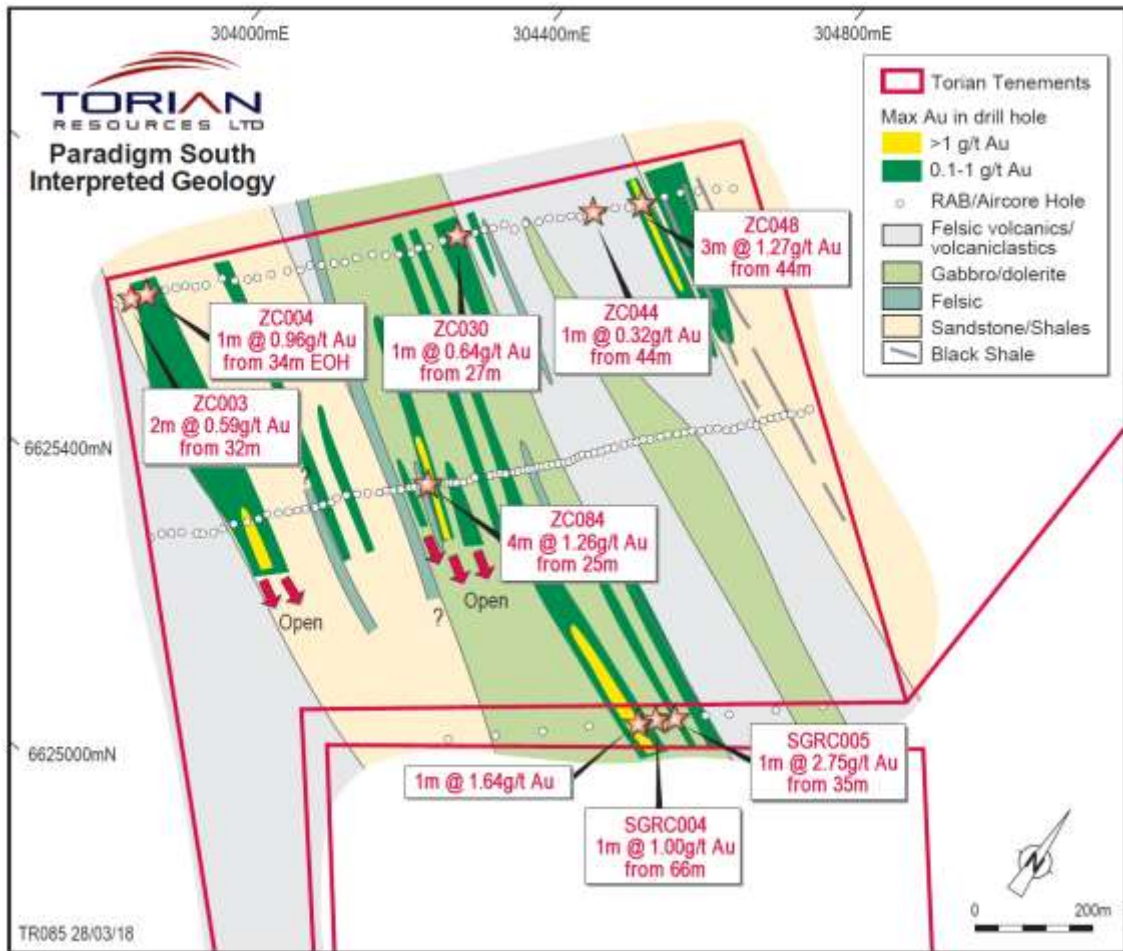 304000mE
304400mE
304800mE
TORIAN
RESOURCES LTD
Paradigm South
Interpreted Geology
Torian Tenements
Max Au in drill hole
>1 g/t Au
0.1-1 g/t Au
RAB/Aircore Hole
Felsic volcanics/
volcaniclastics
Gabbro/dolerite
Felsic
Sandstone/Shales
Black Shale
ZC048
3m @ 1.27g/t Au
from 44m
ZC004
1m @ 0.96g/t Au
from 34m EOH
ZC030
1m @ 0.64g/t Au
from 27m
ZC044
1m @ 0.32g/t Au
from 44m
ZC003
2m @ 0.59g/t Au
from 32m
6625400mN
?
ZC084
4m @ 1.26g/t Au
from 25m
Open
?
Open
6625000mN
1m @ 1.64g/t Au
SGRC005
1m @ 2.75g/t Au
from 35m
SGRC004
1m @ 1.00g/t Au
from 66m
N
0
200m
TR085 28/03/18